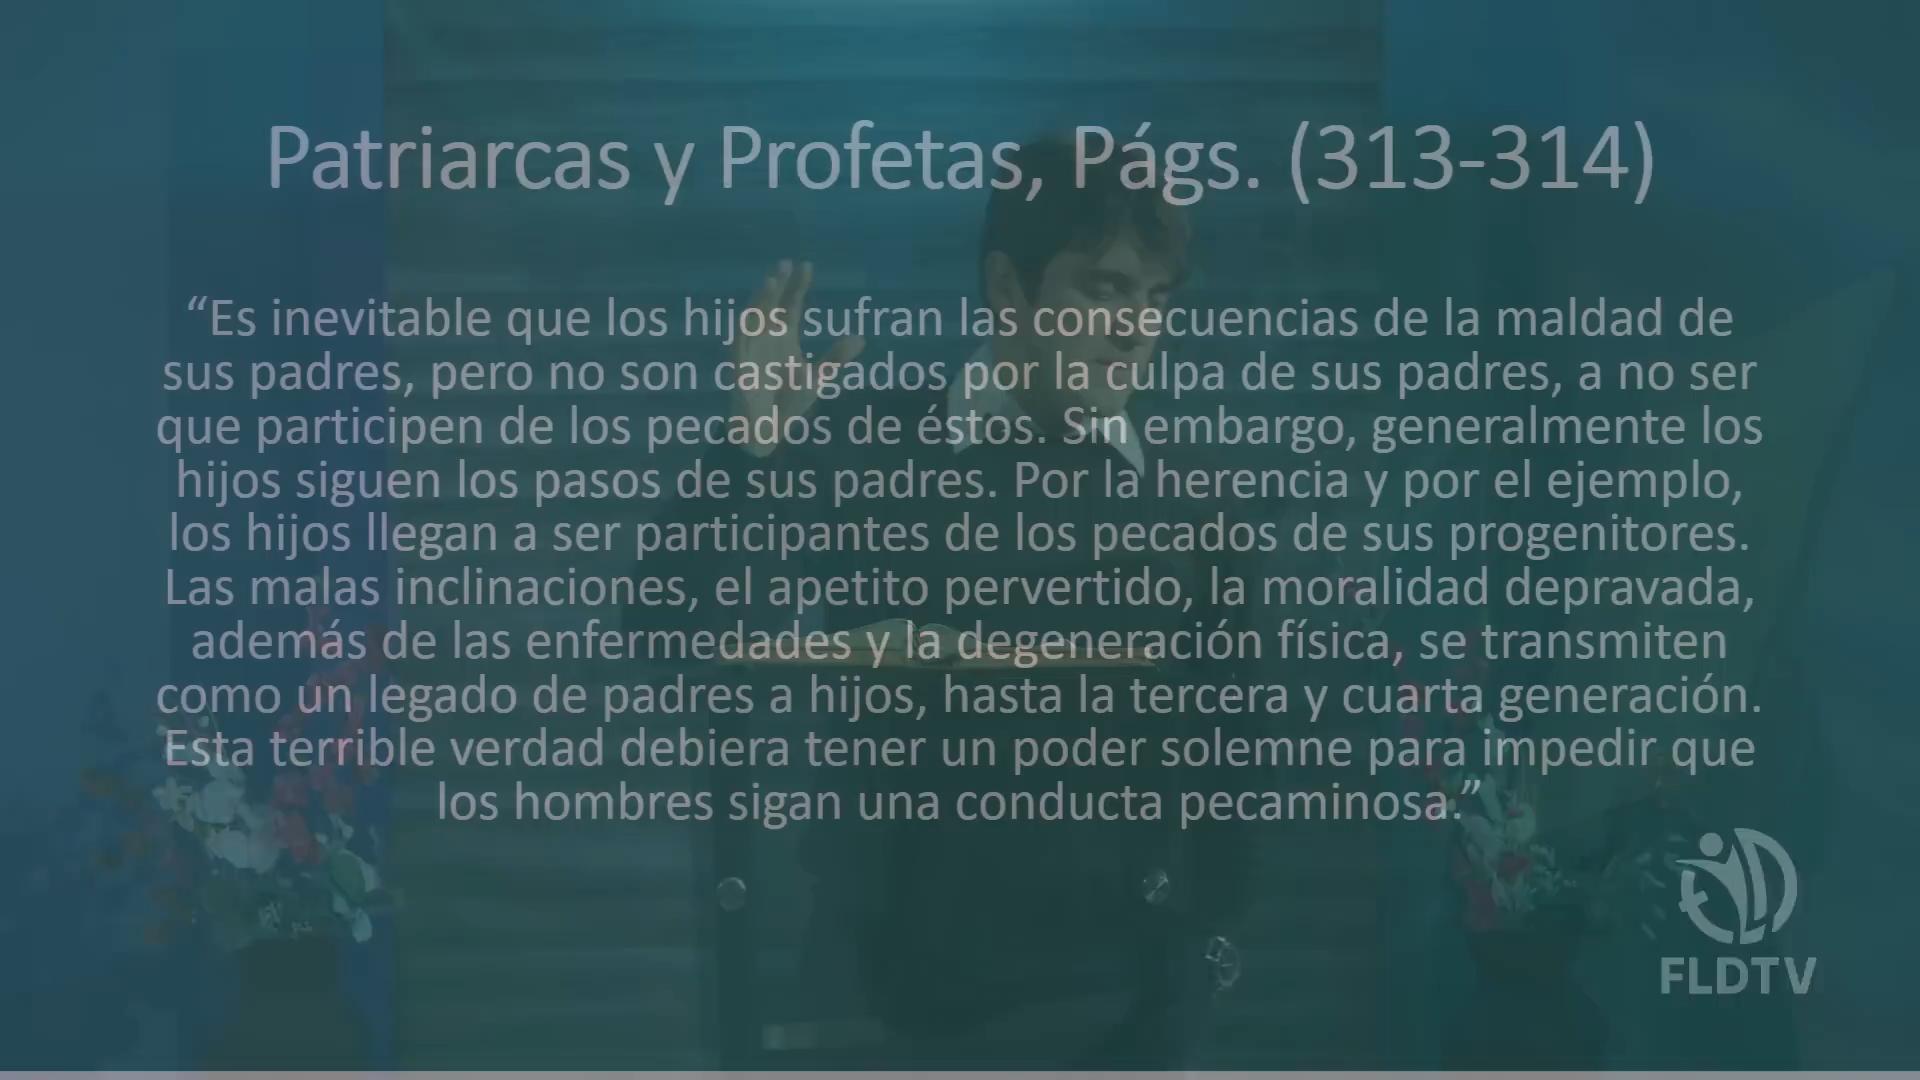 Patriarcas y Profetas, Págs. (313-314)
“Es inevitable que los hijos sufran las consecuencias de la maldad de
sus padres, pero no son castigados por la culpa de sus padres, a no ser
que participen de los pecados de éstos. Sin embargo, generalmente los
hijos siguen los pasos de sus padres. Por la herencia y por el ejemplo,
los hijos llegan a ser participantes de los pecados de sus progenitores.
Las malas inclinaciones, el apetito pervertido, la moralidad depravada,
además de las enfermedades y la degeneración física, se transmiten
como un legado de padres a hijos, hasta la tercera y cuarta generación.
Esta terrible verdad debiera tener un poder solemne para impedir que
los hombres sigan una conducta pecaminosa.”
FLDTV